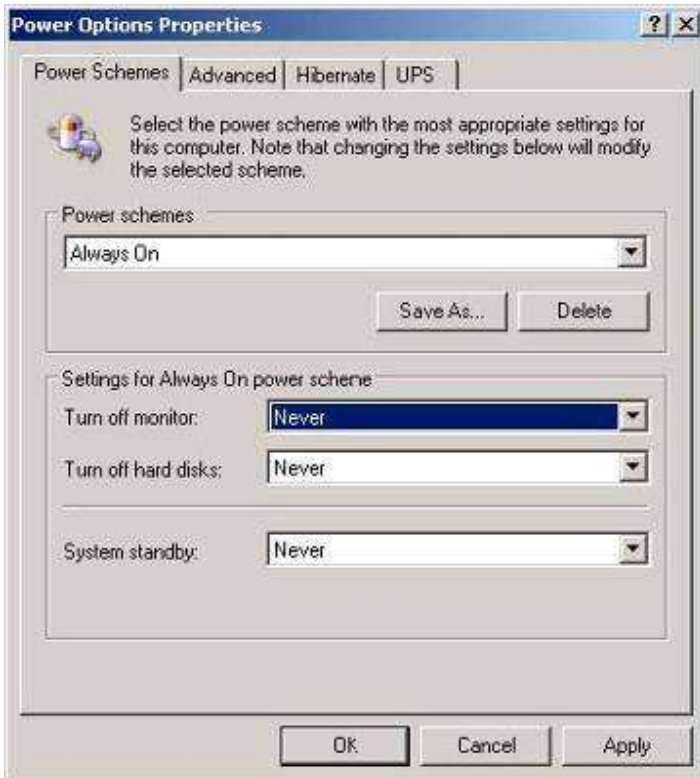 Power Options Properties
Power Schemes Advanced Hibernate UPS
Select the power scheme with the most appropriate settings for
this computer. Note that changing the settings below will modify
the selected scheme.
Power schemes
Always On
Save As... Delete
Settings for Always On power scheme
Turn off monitor: Never
Turn off hard disks: Never
System standby: Never
OK Cancel Apply